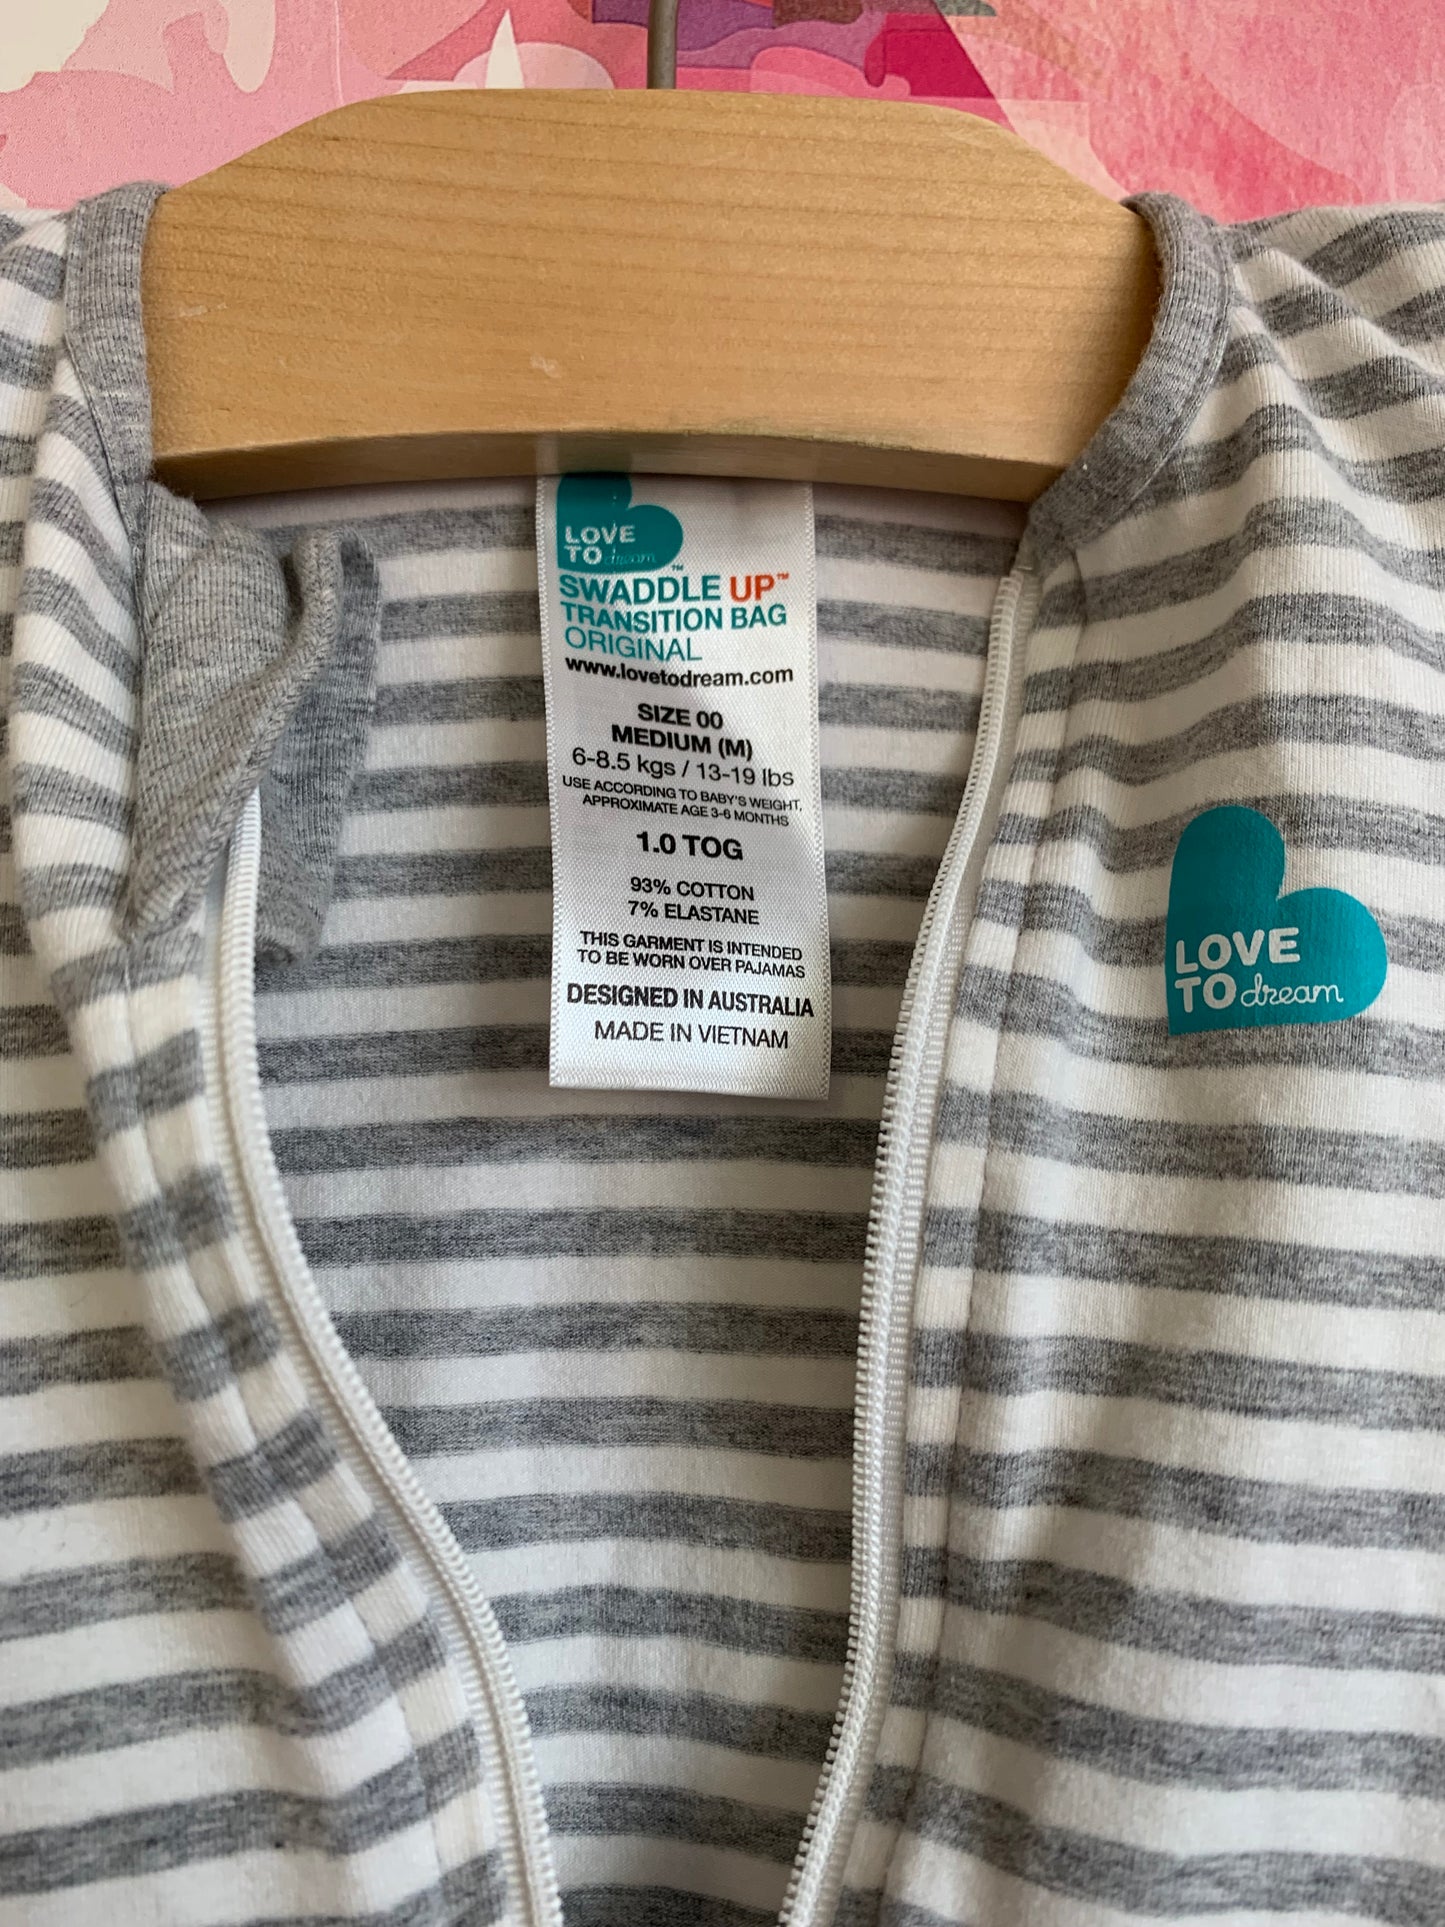 LOVE
TO dream™
SWADDLE UP™
TRANSITION BAG
ORIGINAL
www.lovetodream.com
SIZE 00
MEDIUM (M)
6-8.5 kgs / 13-19 lbs
USE ACCORDING TO BABY'S WEIGHT,
APPROXIMATE AGE 3-6 MONTHS
1.0 TOG
93% COTTON
7% ELASTANE
THIS GARMENT IS INTENDED
TO BE WORN OVER PAJAMAS
DESIGNED IN AUSTRALIA
MADE IN VIETNAM
LOVE
TO dream